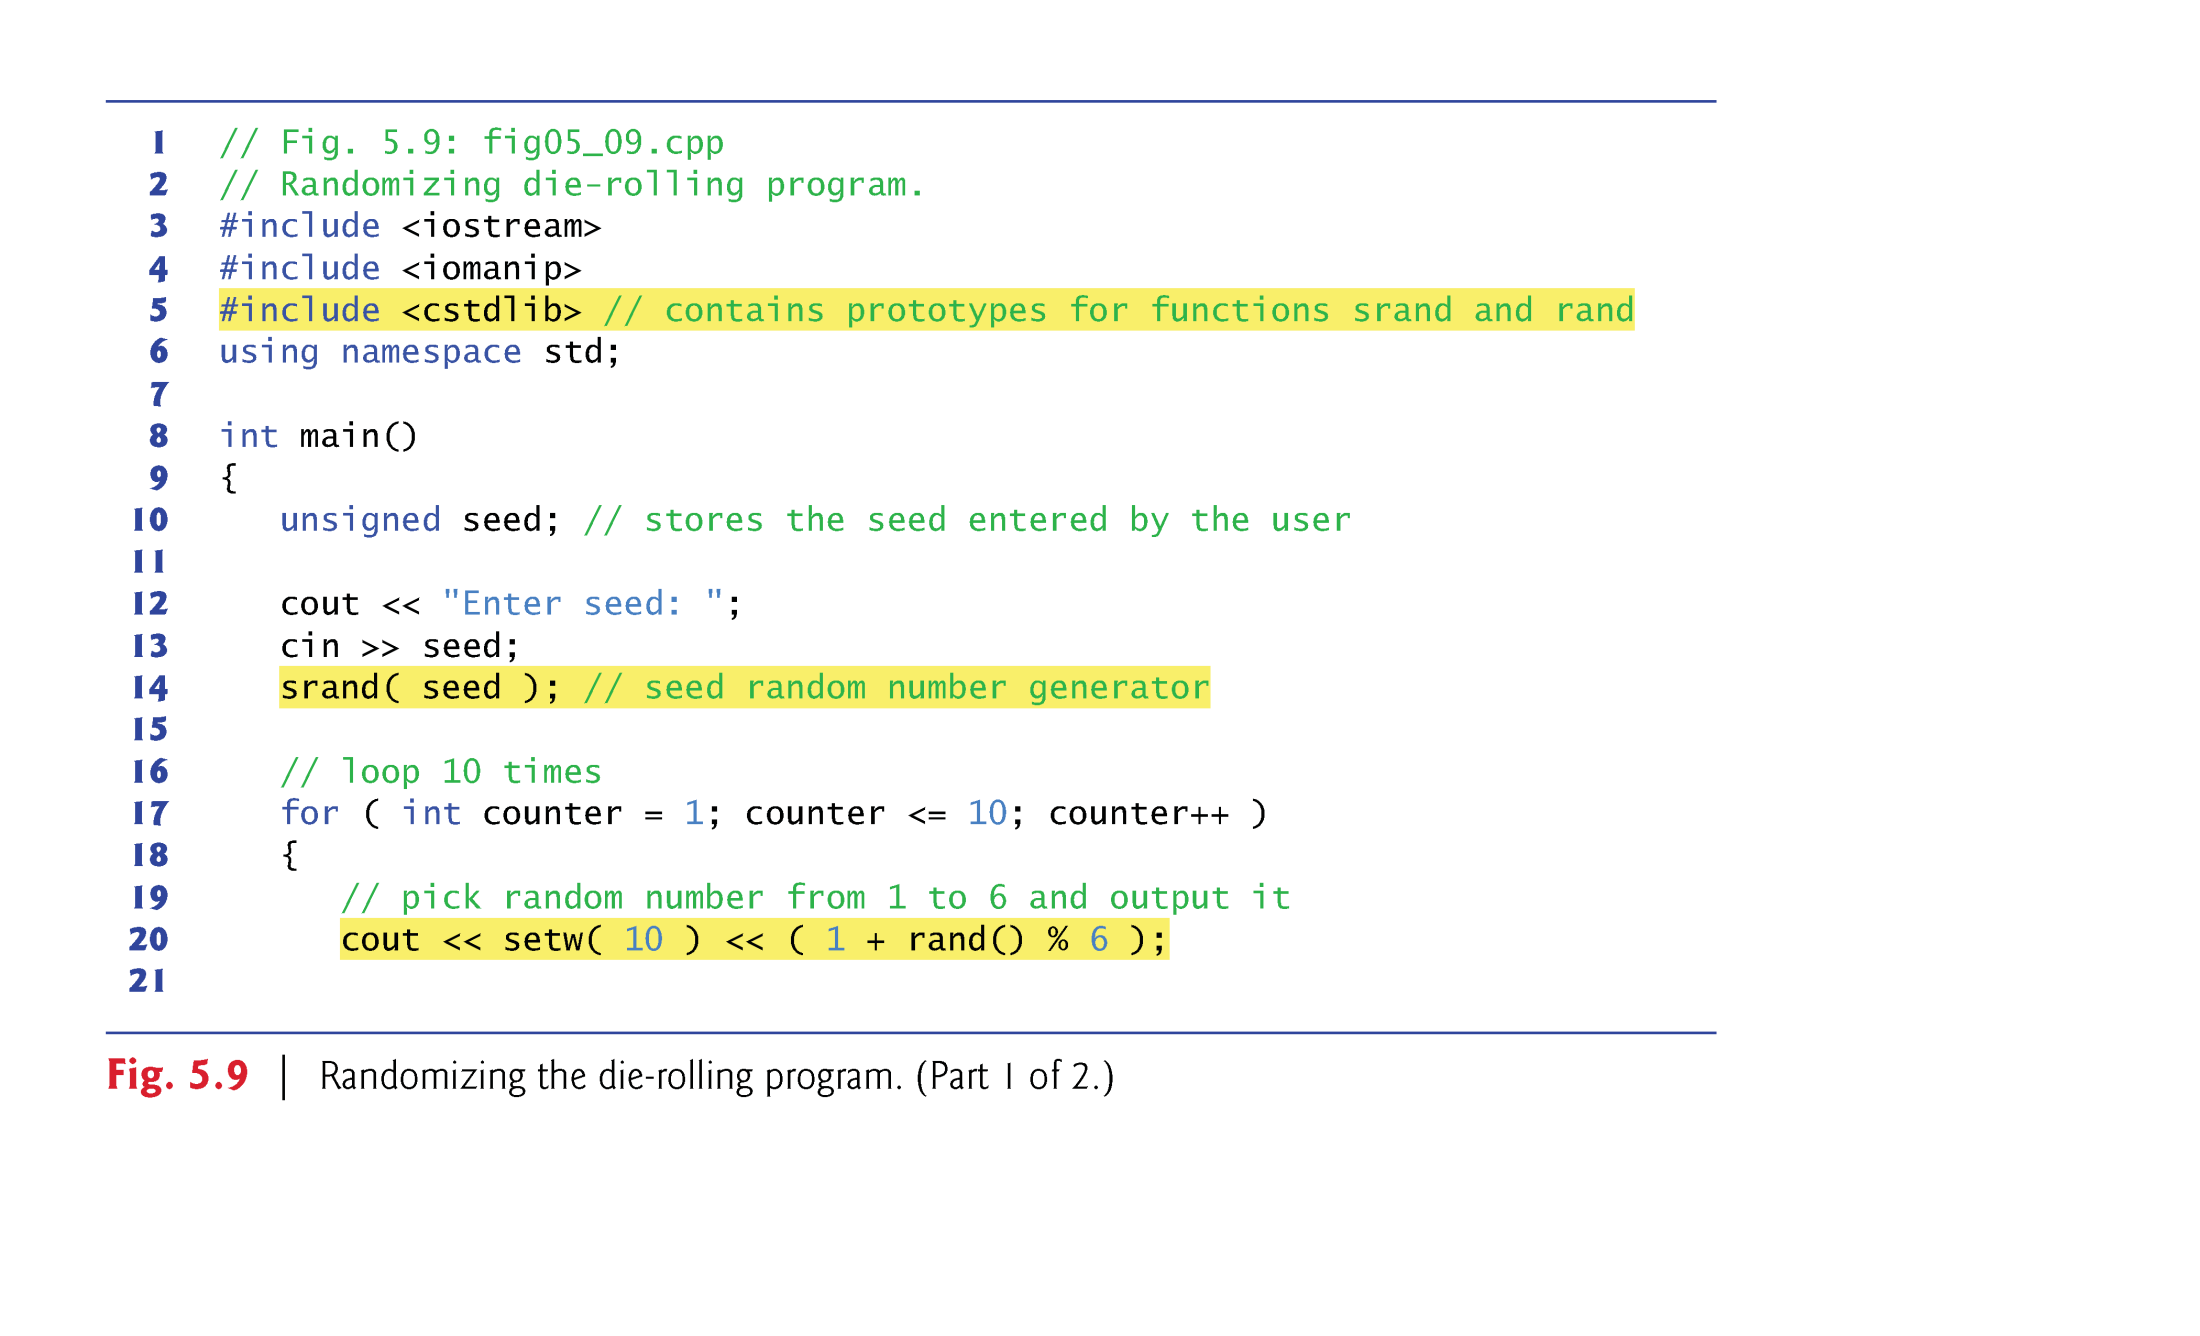 1 // Fig. 5.9: fig05_09.cpp
2 // Randomizing die-rolling program.
3 #include <iostream>
4 #include <iomanip>
5 #include <cstdlib> // contains prototypes for functions srand and rand
6 using namespace std;
7
8 int main()
9 {
10    unsigned seed; // stores the seed entered by the user
11
12    cout << "Enter seed: ";
13    cin >> seed;
14    srand( seed ); // seed random number generator
15
16    // loop 10 times
17    for ( int counter = 1; counter <= 10; counter++ )
18    {
19       // pick random number from 1 to 6 and output it
20       cout << setw( 10 ) << ( 1 + rand() % 6 );
21
Fig. 5.9 | Randomizing the die-rolling program. (Part 1 of 2.)